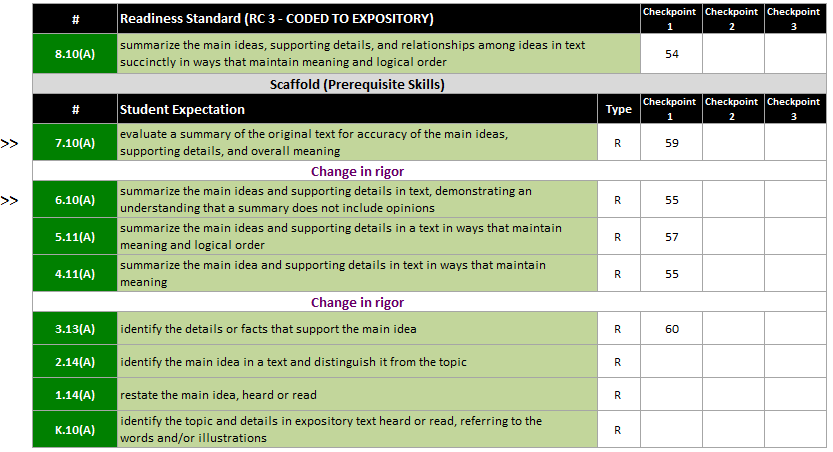 # Readiness Standard (RC 3 - CODED TO EXPOSITORY) Checkpoint 1 Checkpoint 2 Checkpoint 3
8.10(A) summarize the main ideas, supporting details, and relationships among ideas in text
succinctly in ways that maintain meaning and logical order 54
Scaffold (Prerequisite Skills)
# Student Expectation Type Checkpoint 1 Checkpoint 2 Checkpoint 3
>> 7.10(A) evaluate a summary of the original text for accuracy of the main ideas,
supporting details, and overall meaning R 59
Change in rigor
>> 6.10(A) summarize the main ideas and supporting details in text, demonstrating an
understanding that a summary does not include opinions R 55
5.11(A) summarize the main ideas and supporting details in a text in ways that maintain
meaning and logical order R 57
4.11(A) summarize the main idea and supporting details in text in ways that maintain
meaning R 55
Change in rigor
3.13(A) identify the details or facts that support the main idea R 60
2.14(A) identify the main idea in a text and distinguish it from the topic R
1.14(A) restate the main idea, heard or read R
K.10(A) identify the topic and details in expository text heard or read, referring to the
words and/or illustrations R